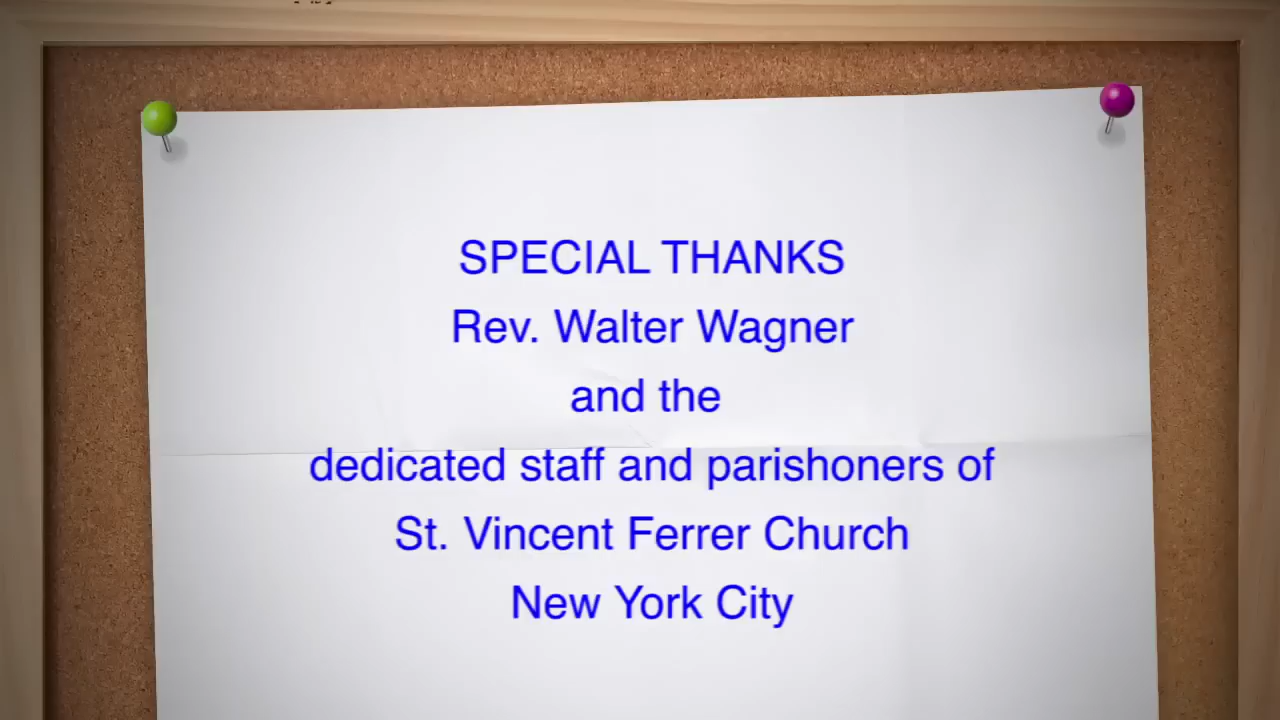 SPECIAL THANKS
Rev. Walter Wagner
and the
dedicated staff and parishoners of
St. Vincent Ferrer Church
New York City